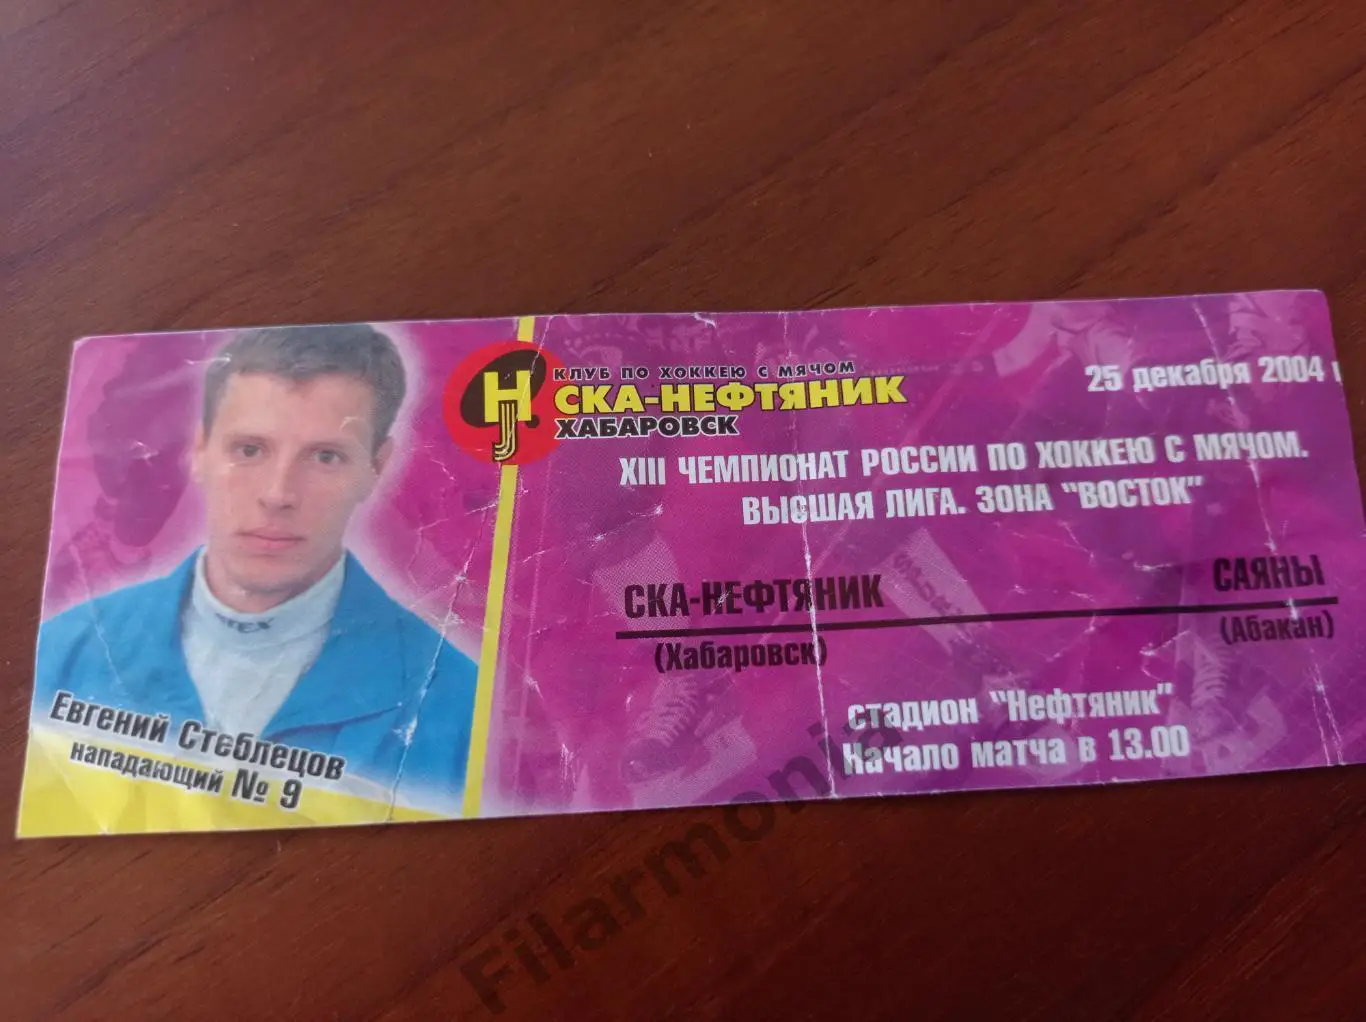 КЛУБ ПО ХОККЕЮ С МЯЧОМ
СКА-НЕФТЯНИК
ХАБАРОВСК
25 декабря 2004 г
XIII ЧЕМПИОНАТ РОССИИ ПО ХОККЕЮ С МЯЧОМ.
ВЫСШАЯ ЛИГА. ЗОНА "ВОСТОК"
СКА-НЕФТЯНИК САЯНЫ
(Хабаровск) (Абакан)
стадион "Нефтяник"
Начало матча в 13.00
Евгений Стеблецов
нападающий № 9
Filarmonia